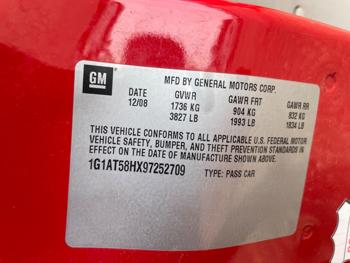 GM
MFD BY GENERAL MOTORS CORP.
DATE GVWR GAWR FRT GAWR RR
12/08 1736 KG 904 KG 832 KG
3827 LB 1993 LB 1834 LB
THIS VEHICLE CONFORMS TO ALL APPLICABLE U.S. FEDERAL MOTOR
VEHICLE SAFETY, BUMPER, AND THEFT PREVENTION STANDARDS IN
EFFECT ON THE DATE OF MANUFACTURE SHOWN ABOVE.
1G1AT58HX97252709 TYPE: PASS CAR